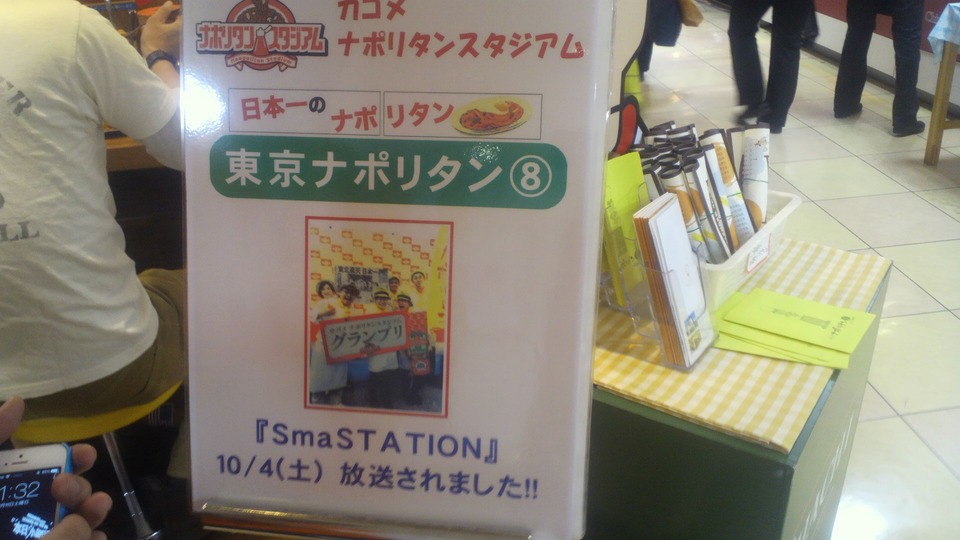 ナポリタンスタジアム
Neapolitan Stadium
カゴメ
ナポリタンスタジアム
日本一のナポリタン
東京ナポリタン⑧
グランプリ
『SmaSTATION』
10/4(土) 放送されました!!
LL
1:32